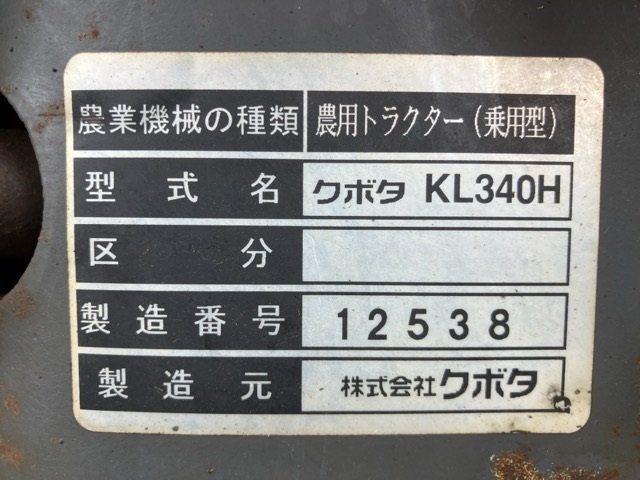 農業機械の種類 農用トラクター(乗用型)
型式名 クボタ KL340H
区分
製造番号 12538
製造元 株式会社クボタ